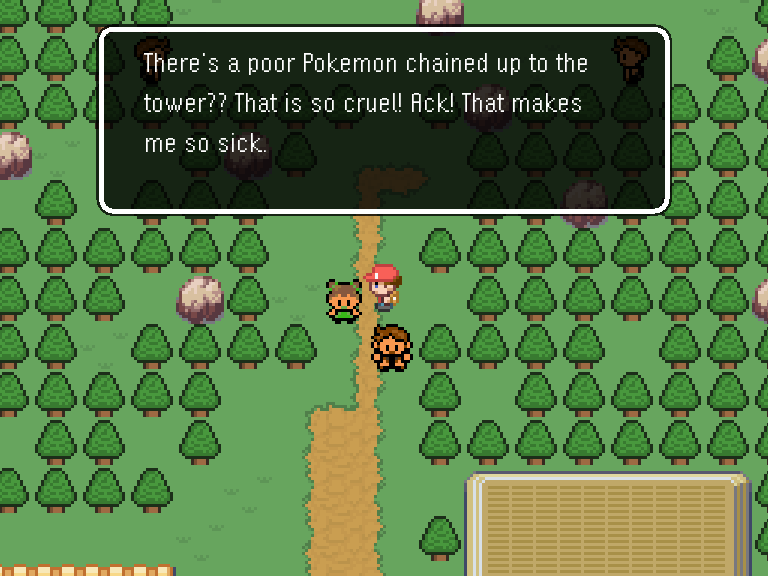 There's a poor Pokemon chained up to the
tower?? That is so cruel! Ack! That makes
me so sick.